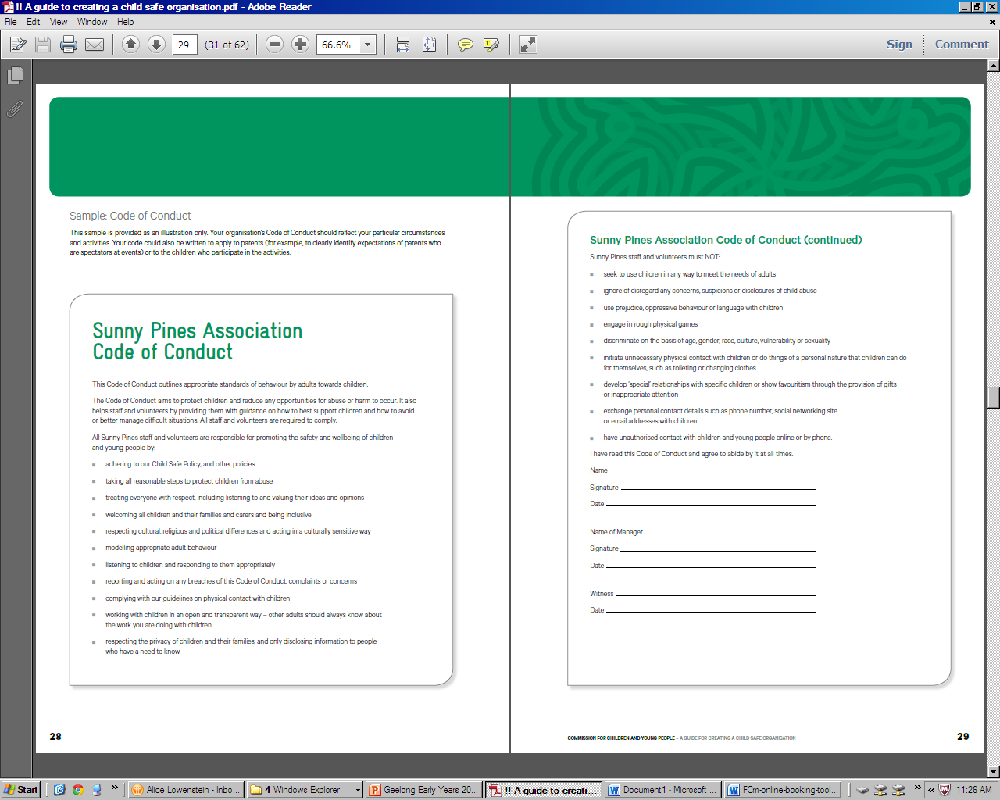 !! A guide to creating a child safe organisation.pdf - Adobe Reader
File Edit View Window Help
29 (31 of 62) 66.6% Sign Comment
Sample: Code of Conduct
This sample is provided as an illustration only. Your organisation's Code of Conduct should reflect your particular circumstances
and activities. Your code could also be written to apply to parents (for example, to clearly identify expectations of parents who
are spectators at events) or to the children who participate in the activities.
Sunny Pines Association
Code of Conduct
This Code of Conduct outlines appropriate standards of behaviour by adults towards children.
The Code of Conduct aims to protect children and reduce any opportunities for abuse or harm to occur. It also
helps staff and volunteers by providing them with guidance on how to best support children and how to avoid
or better manage difficult situations. All staff and volunteers are required to comply.
All Sunny Pines staff and volunteers are responsible for promoting the safety and wellbeing of children
and young people by:
adhering to our Child Safe Policy, and other policies
taking all reasonable steps to protect children from abuse
treating everyone with respect, including listening to and valuing their ideas and opinions
welcoming all children and their families and carers and being inclusive
respecting cultural, religious and political differences and acting in a culturally sensitive way
modelling appropriate adult behaviour
listening to children and responding to them appropriately
reporting and acting on any breaches of this Code of Conduct, complaints or concerns
complying with our guidelines on physical contact with children
working with children in an open and transparent way – other adults should always know about
the work you are doing with children
respecting the privacy of children and their families, and only disclosing information to people
who have a need to know.
28
Sunny Pines Association Code of Conduct (continued)
Sunny Pines staff and volunteers must NOT:
seek to use children in any way to meet the needs of adults
ignore of disregard any concerns, suspicions or disclosures of child abuse
use prejudice, oppressive behaviour or language with children
engage in rough physical games
discriminate on the basis of age, gender, race, culture, vulnerability or sexuality
initiate unnecessary physical contact with children or do things of a personal nature that children can do
for themselves, such as toileting or changing clothes
develop 'special' relationships with specific children or show favouritism through the provision of gifts
or inappropriate attention
exchange personal contact details such as phone number, social networking site
or email addresses with children
have unauthorised contact with children and young people online or by phone.
I have read this Code of Conduct and agree to abide by it at all times.
Name
Signature
Date
Name of Manager
Signature
Date
Witness
Date
COMMISSION FOR CHILDREN AND YOUNG PEOPLE – A GUIDE FOR CREATING A CHILD SAFE ORGANISATION
29
Start Alice Lowenstein - Inbo... 4 Windows Explorer Geelong Early Years 20... !! A guide to creati... Document1 - Microsoft ... FCm-online-booking-tool... 11:26 AM